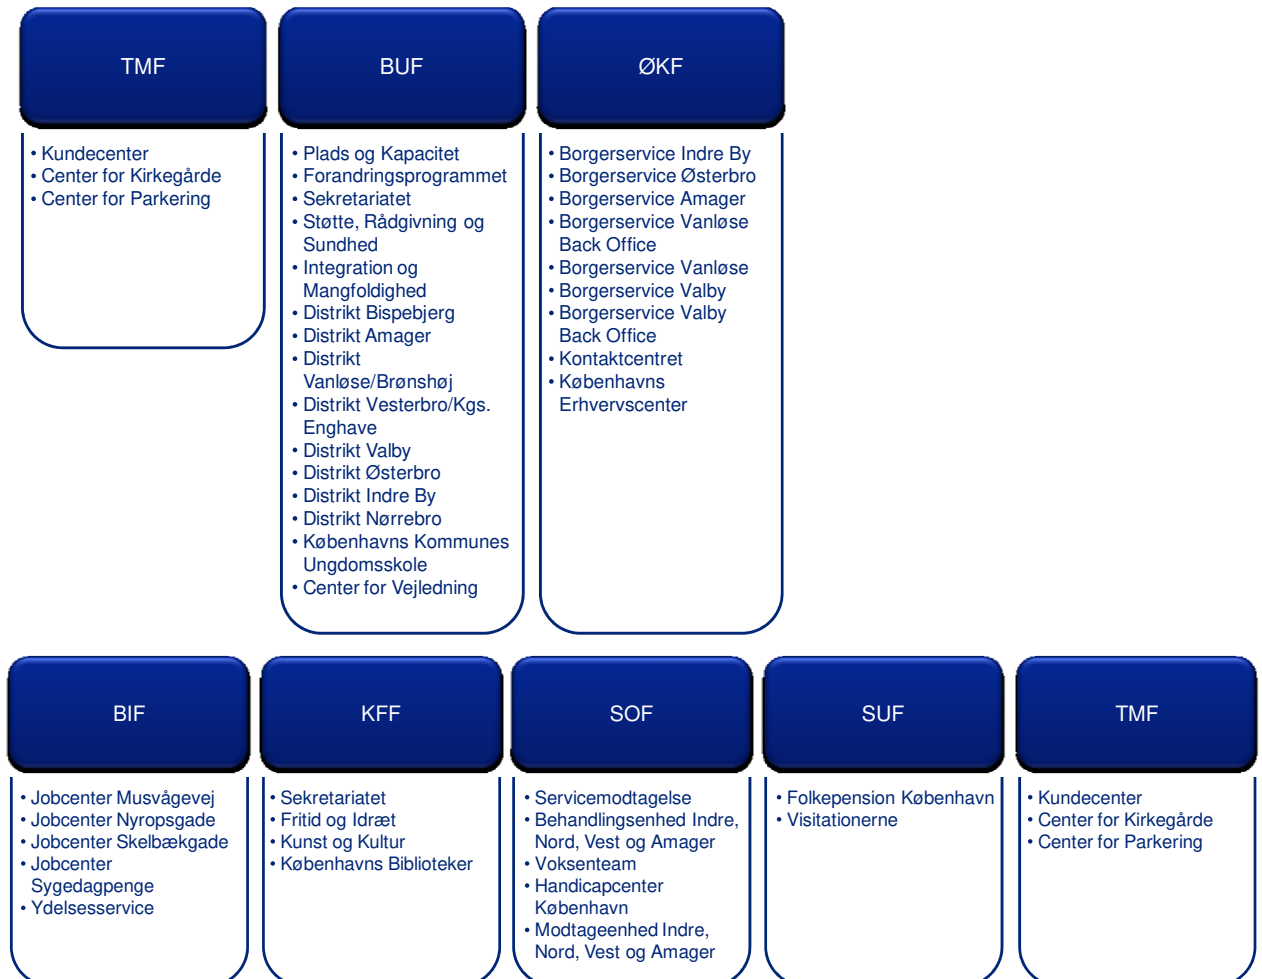 TMF
• Kundecenter
• Center for Kirkegårde
• Center for Parkering
BUF
• Plads og Kapacitet
• Forandringsprogrammet
• Sekretariatet
• Støtte, Rådgivning og
Sundhed
• Integration og
Mangfoldighed
• Distrikt Bispebjerg
• Distrikt Amager
• Distrikt
Vanløse/Brønshøj
• Distrikt Vesterbro/Kgs.
Enghave
• Distrikt Valby
• Distrikt Østerbro
• Distrikt Indre By
• Distrikt Nørrebro
• Københavns Kommunes
Ungdomsskole
• Center for Vejledning
ØKF
• Borgerservice Indre By
• Borgerservice Østerbro
• Borgerservice Amager
• Borgerservice Vanløse
Back Office
• Borgerservice Vanløse
• Borgerservice Valby
• Borgerservice Valby
Back Office
• Kontaktcentret
• Københavns
Erhvervscenter
BIF
• Jobcenter Musvågevej
• Jobcenter Nyropsgade
• Jobcenter Skelbækgade
• Jobcenter
Sygedagpenge
• Ydelsesservice
KFF
• Sekretariatet
• Fritid og Idræt
• Kunst og Kultur
• Københavns Biblioteker
SOF
• Servicemodtagelse
• Behandlingsenhed Indre,
Nord, Vest og Amager
• Voksenteam
• Handicapcenter
København
• Modtageenhed Indre,
Nord, Vest og Amager
SUF
• Folkepension København
• Visitationerne
TMF
• Kundecenter
• Center for Kirkegårde
• Center for Parkering